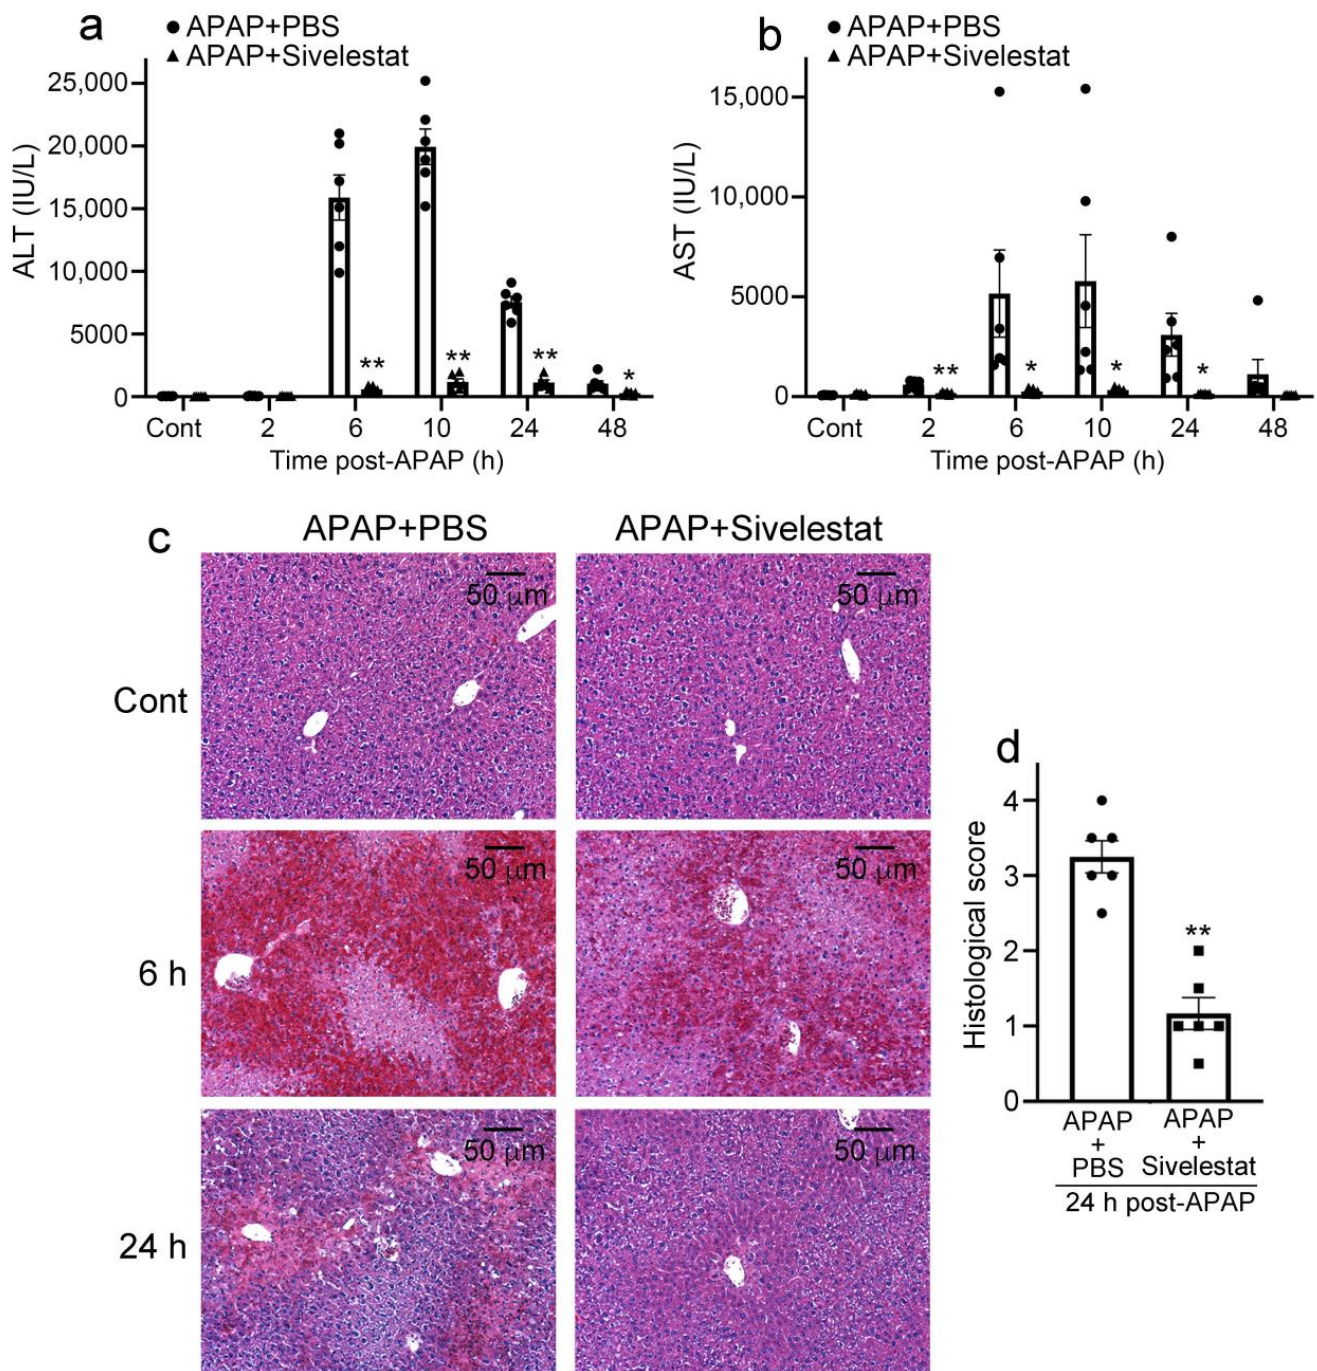 a
● APAP+PBS
▲ APAP+Sivelestat
ALT (IU/L)
25,000
20,000
15,000
10,000
5000
0
**
**
**
*
Cont 2 6 10 24 48
Time post-APAP (h)
b
● APAP+PBS
▲ APAP+Sivelestat
AST (IU/L)
15,000
10,000
5000
0
**
*
*
*
Cont 2 6 10 24 48
Time post-APAP (h)
c
APAP+PBS APAP+Sivelestat
Cont
50 μm 50 μm
6 h
50 μm 50 μm
24 h
50 μm 50 μm
d
Histological score
4
3
2
1
0
**
APAP
+
PBS
APAP
+
Sivelestat
24 h post-APAP